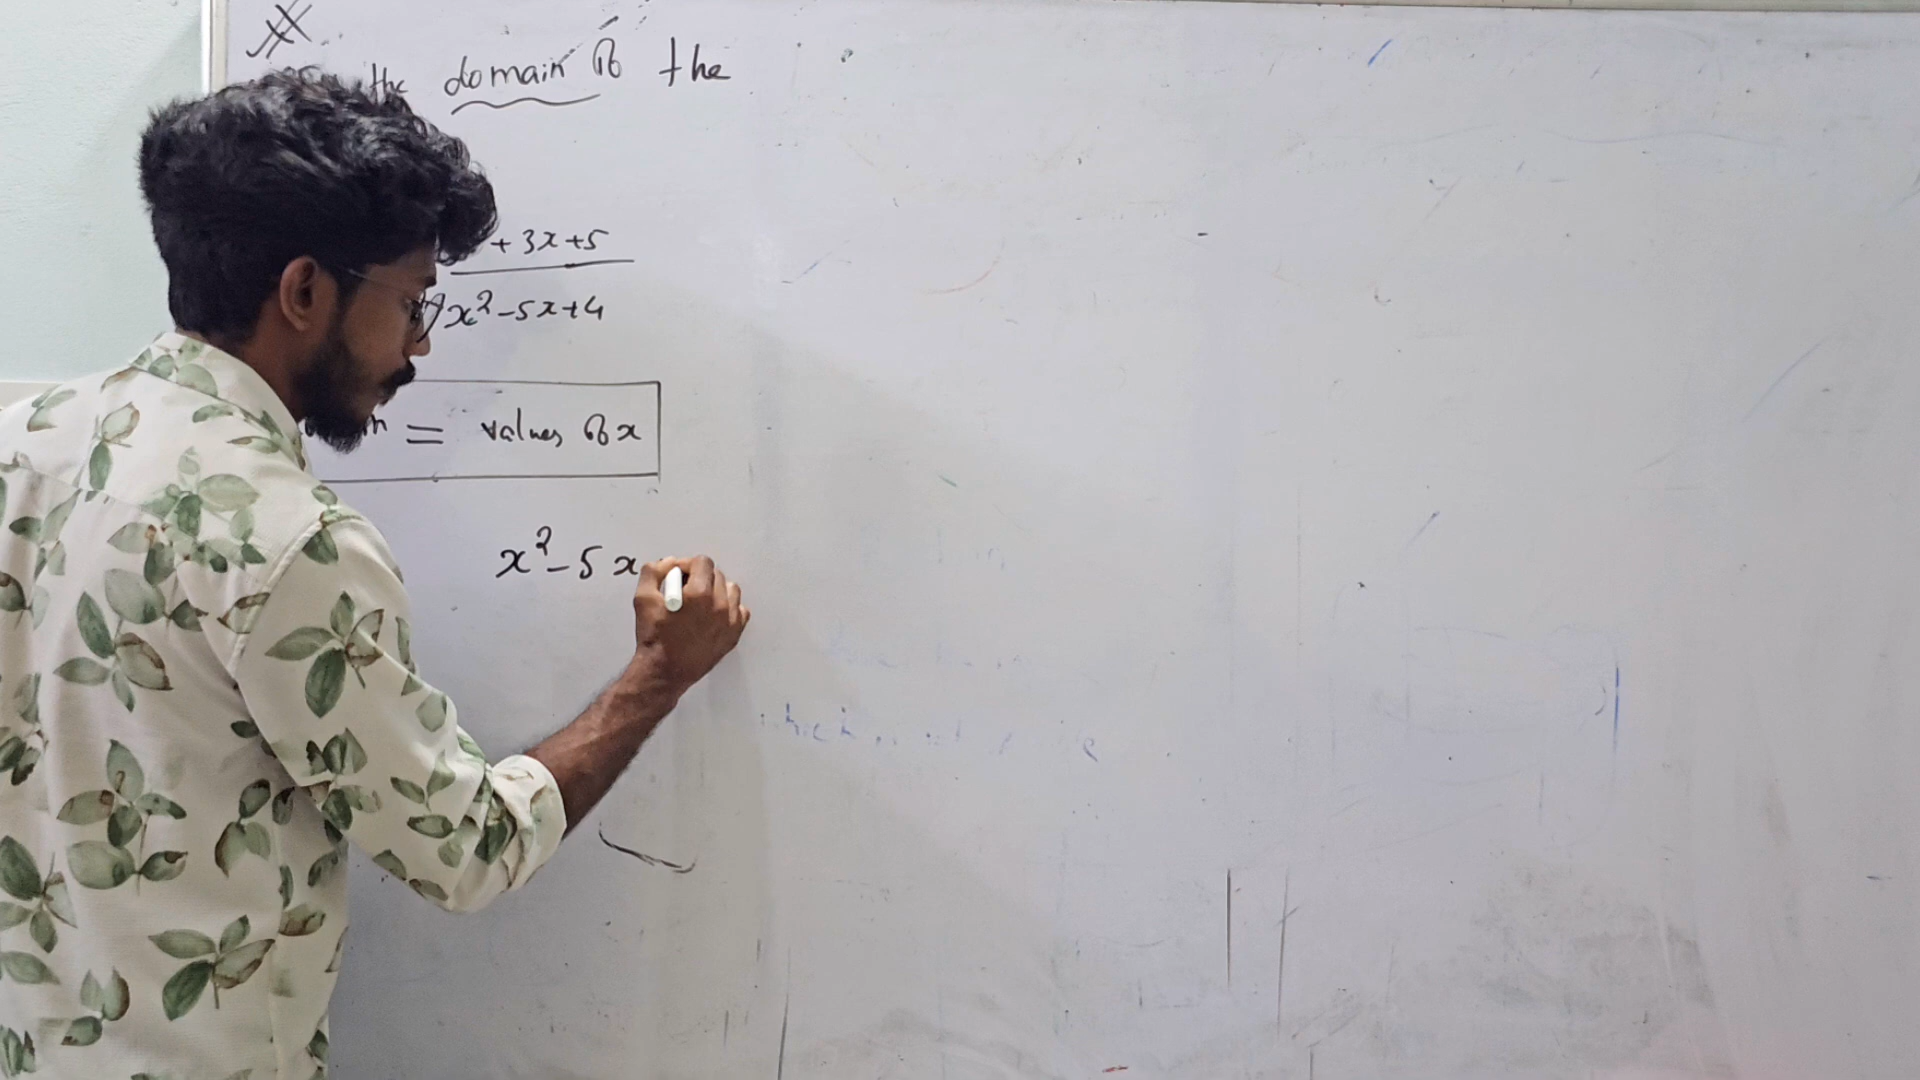 the domain of the
+ 3x+5
x²-5x+4
= values of x
x²-5x